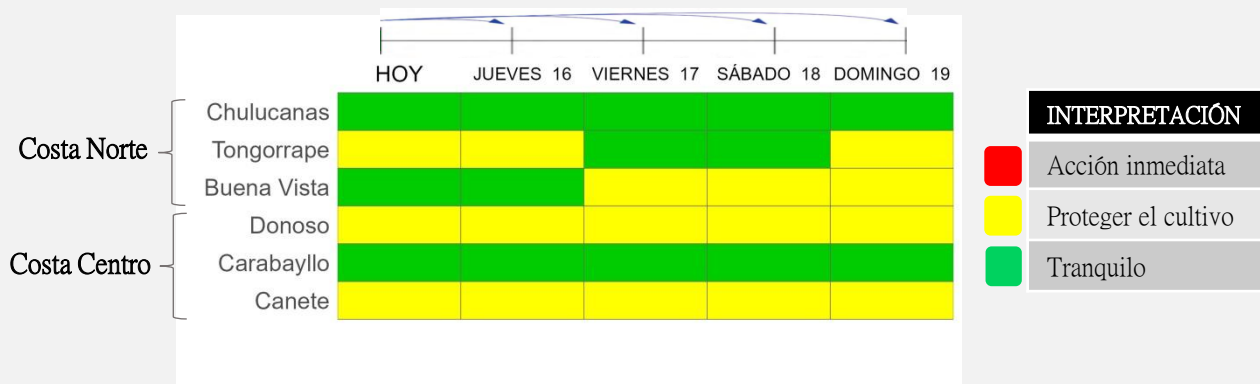 HOY JUEVES 16 VIERNES 17 SÁBADO 18 DOMINGO 19
Costa Norte
Chulucanas
Tongorrape
Buena Vista
Costa Centro
Donoso
Carabayllo
Canete
INTERPRETACIÓN
Acción inmediata
Proteger el cultivo
Tranquilo